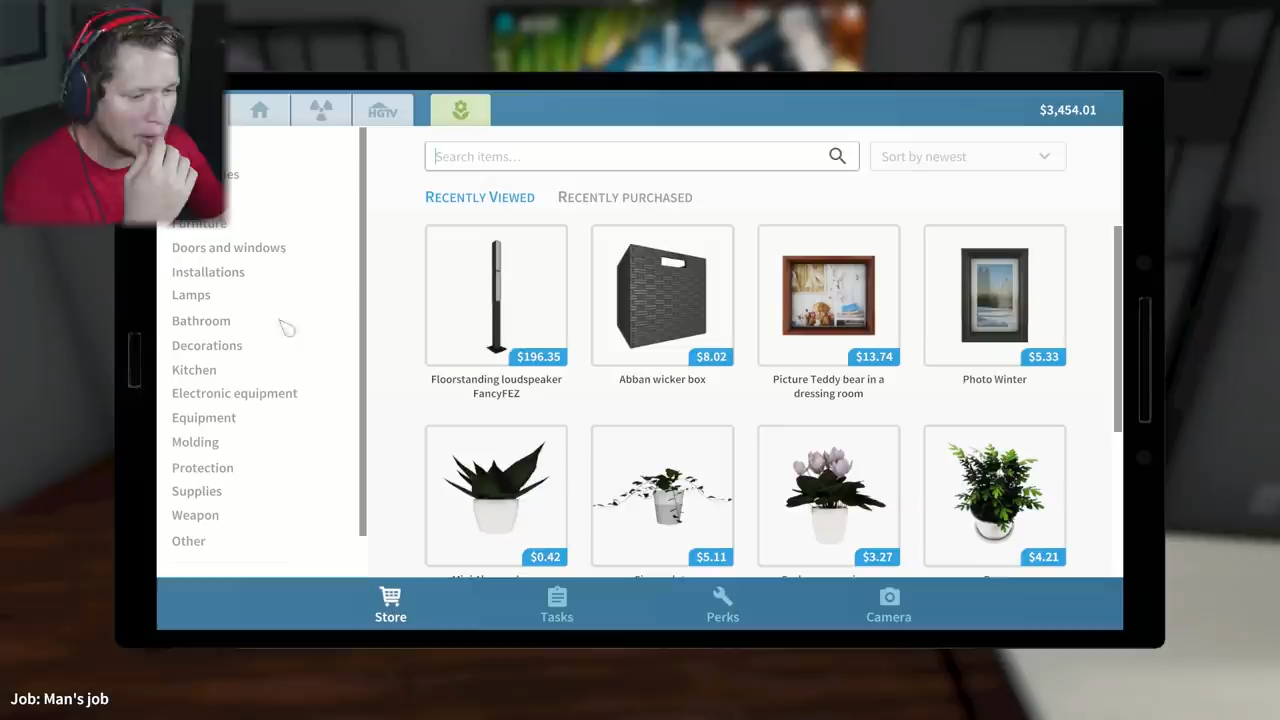 HGTV
$3,454.01
Search items...
Sort by newest
RECENTLY VIEWED
RECENTLY PURCHASED
Furniture
Doors and windows
Installations
Lamps
Bathroom
Decorations
Kitchen
Electronic equipment
Equipment
Molding
Protection
Supplies
Weapon
Other
$196.35
$8.02
$13.74
$5.33
Floorstanding loudspeaker
FancyFEZ
Abban wicker box
Picture Teddy bear in a
dressing room
Photo Winter
$0.42
$5.11
$3.27
$4.21
Store
Tasks
Perks
Camera
Job: Man's job